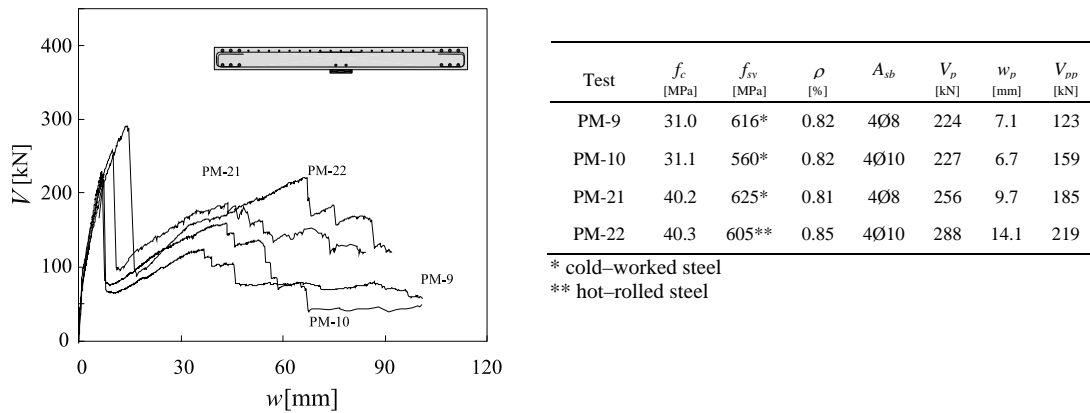 400
300
200
100
0
V [kN]
0
30
60
90
120
w [mm]
PM-21
PM-22
PM-9
PM-10
Test f_c f_sy ρ A_sb V_p w_p V_pp
[MPa] [MPa] [%] [kN] [mm] [kN]
PM-9 31.0 616* 0.82 4Ø8 224 7.1 123
PM-10 31.1 560* 0.82 4Ø10 227 6.7 159
PM-21 40.2 625* 0.81 4Ø8 256 9.7 185
PM-22 40.3 605** 0.85 4Ø10 288 14.1 219
* cold–worked steel
** hot–rolled steel